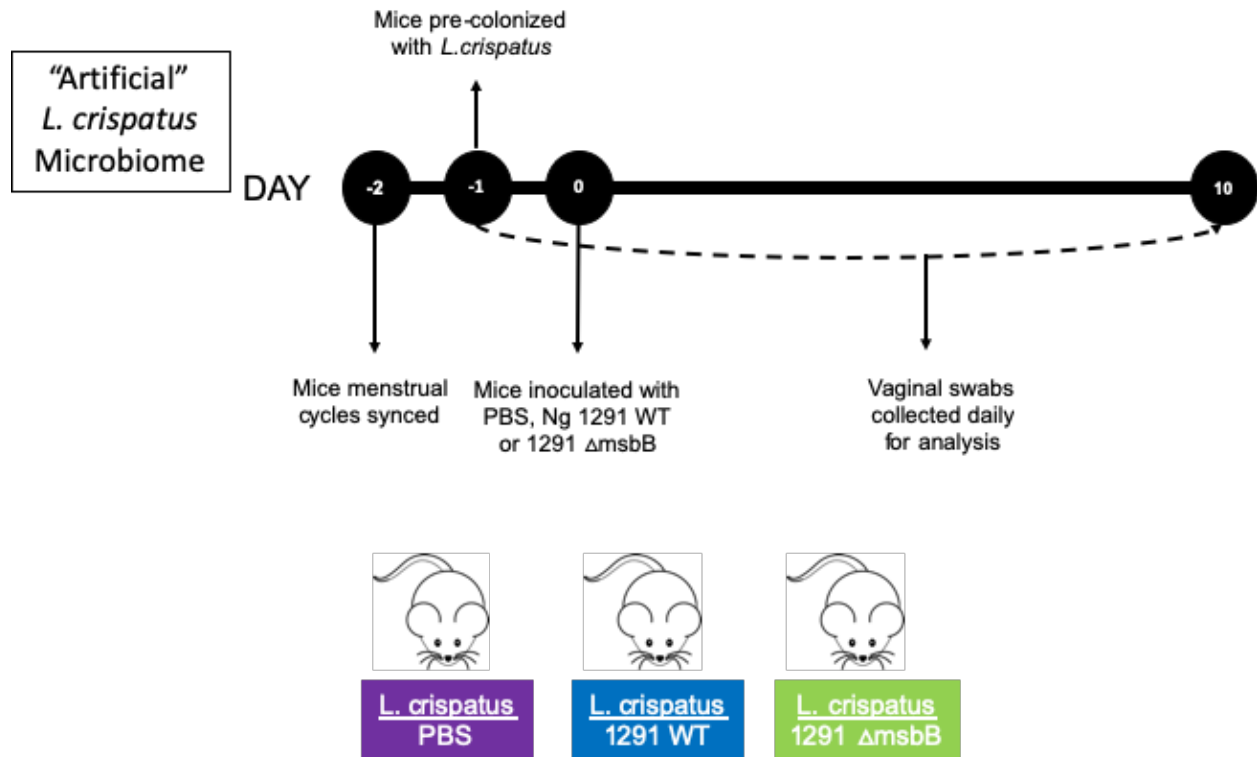 Mice pre-colonized
with L.crispatus
“Artificial”
L. crispatus
Microbiome
DAY
-2
-1
0
10
Mice menstrual
cycles synced
Mice inoculated with
PBS, Ng 1291 WT
or 1291 ΔmsbB
Vaginal swabs
collected daily
for analysis
L. crispatus
PBS
L. crispatus
1291 WT
L. crispatus
1291 ΔmsbB